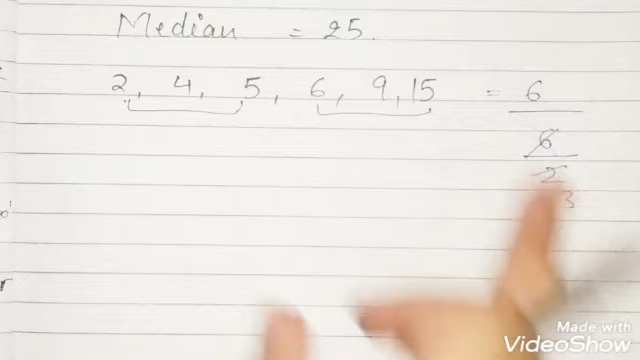 Median = 25.
2, 4, 5, 6, 9, 15 = 6
6
2
3
Made with
VideoShow